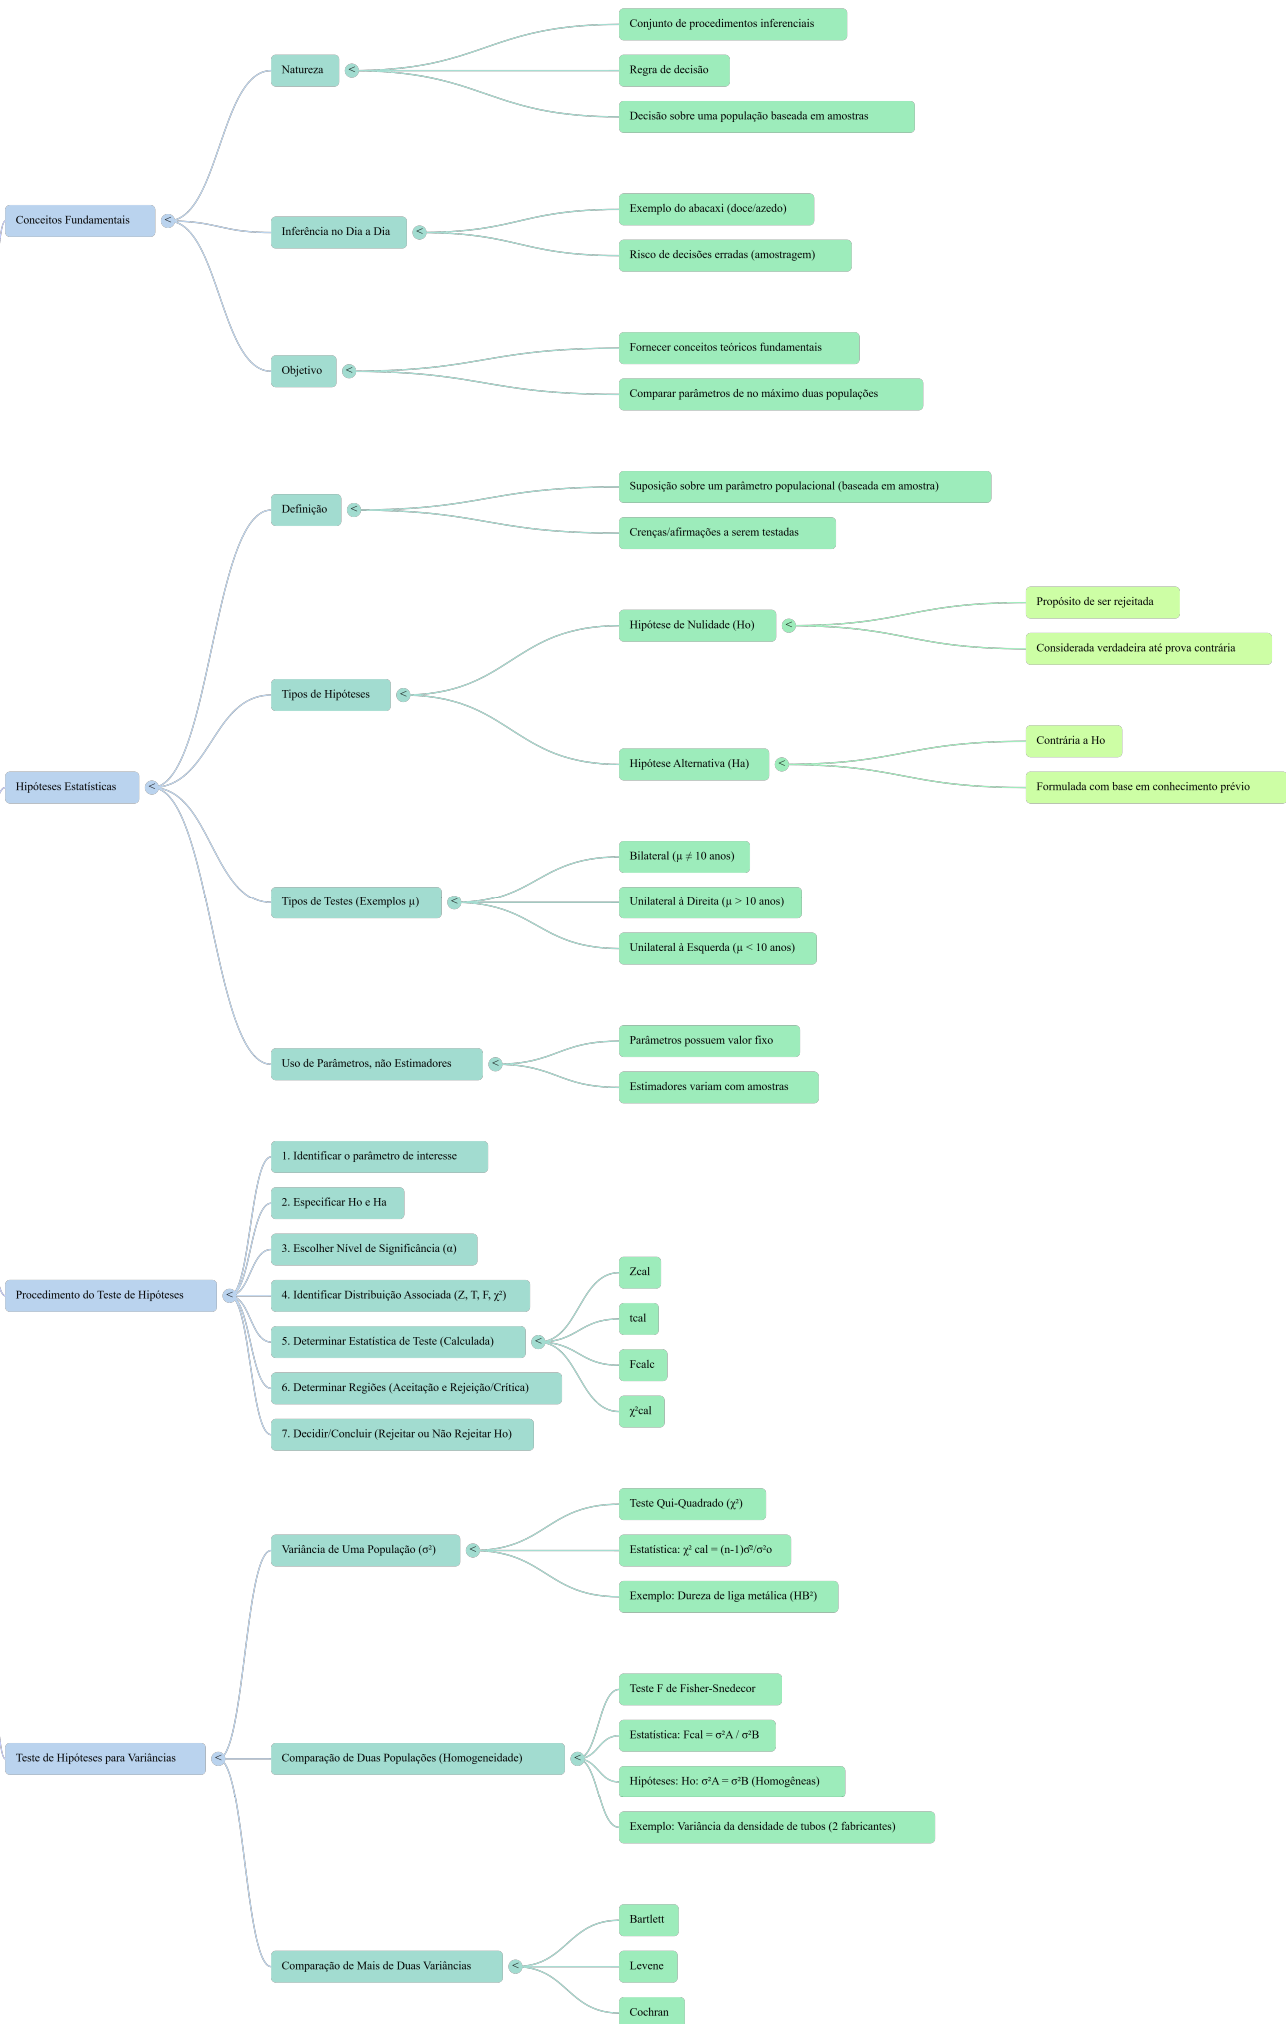 Conceitos Fundamentais
<
Natureza
<
Conjunto de procedimentos inferenciais
Regra de decisão
Decisão sobre uma população baseada em amostras
Inferência no Dia a Dia
<
Exemplo do abacaxi (doce/azedo)
Risco de decisões erradas (amostragem)
Objetivo
<
Fornecer conceitos teóricos fundamentais
Comparar parâmetros de no máximo duas populações
Hipóteses Estatísticas
<
Definição
<
Suposição sobre um parâmetro populacional (baseada em amostra)
Crenças/afirmações a serem testadas
Tipos de Hipóteses
<
Hipótese de Nulidade (Ho)
<
Propósito de ser rejeitada
Considerada verdadeira até prova contrária
Hipótese Alternativa (Ha)
<
Contrária a Ho
Formulada com base em conhecimento prévio
Tipos de Testes (Exemplos µ)
<
Bilateral (µ ≠ 10 anos)
Unilateral à Direita (µ > 10 anos)
Unilateral à Esquerda (µ < 10 anos)
Uso de Parâmetros, não Estimadores
<
Parâmetros possuem valor fixo
Estimadores variam com amostras
Procedimento do Teste de Hipóteses
<
1. Identificar o parâmetro de interesse
2. Especificar Ho e Ha
3. Escolher Nível de Significância (α)
4. Identificar Distribuição Associada (Z, T, F, χ²)
5. Determinar Estatística de Teste (Calculada)
<
Zcal
tcal
Fcalc
χ²cal
6. Determinar Regiões (Aceitação e Rejeição/Crítica)
7. Decidir/Concluir (Rejeitar ou Não Rejeitar Ho)
Teste de Hipóteses para Variâncias
<
Variância de Uma População (σ²)
<
Teste Qui-Quadrado (χ²)
Estatística: χ² cal = (n-1)σ̂²/σ²o
Exemplo: Dureza de liga metálica (HB²)
Comparação de Duas Populações (Homogeneidade)
<
Teste F de Fisher-Snedecor
Estatística: Fcal = σ²A / σ²B
Hipóteses: Ho: σ²A = σ²B (Homogêneas)
Exemplo: Variância da densidade de tubos (2 fabricantes)
Comparação de Mais de Duas Variâncias
<
Bartlett
Levene
Cochran